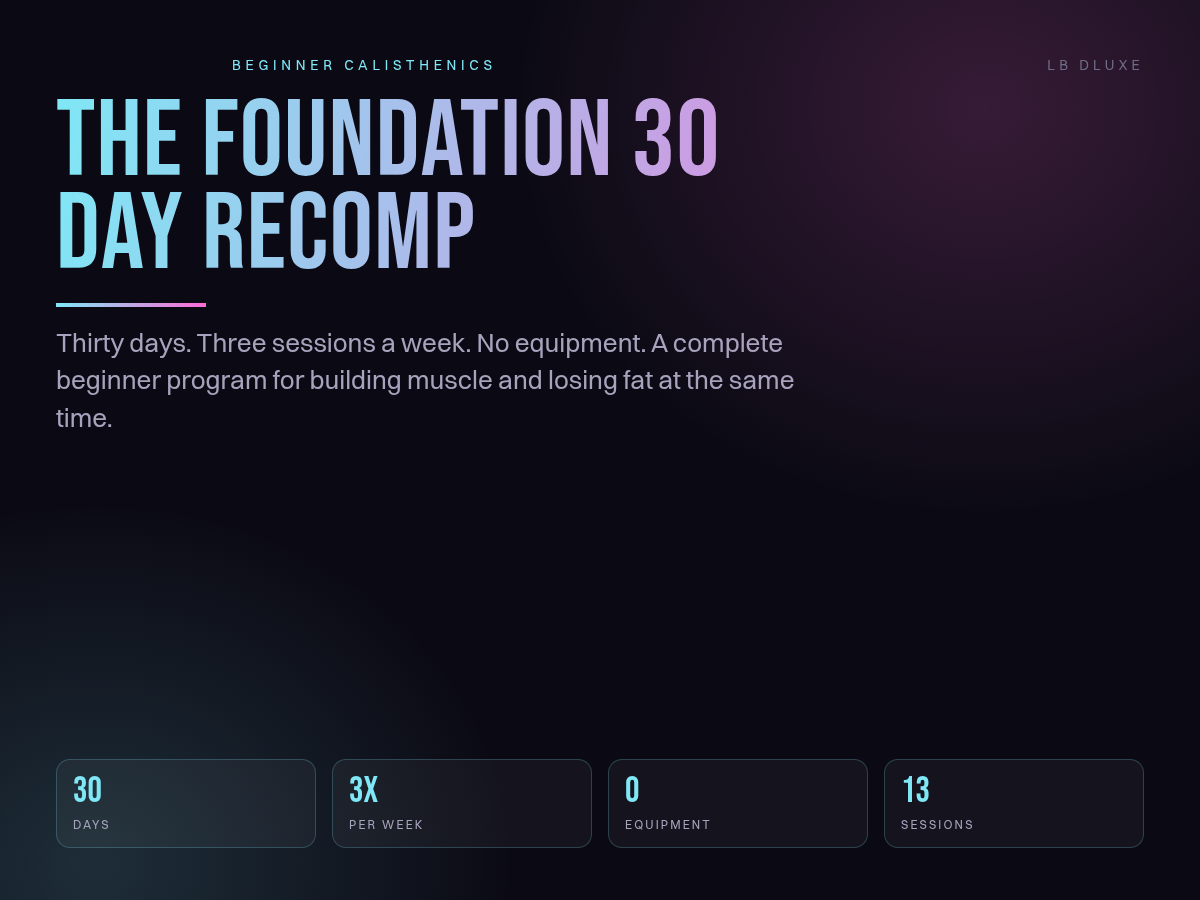 BEGINNER CALISTHENICS
LB DLUXE
THE FOUNDATION 30
DAY RECOMP
Thirty days. Three sessions a week. No equipment. A complete
beginner program for building muscle and losing fat at the same
time.
30
DAYS
3X
PER WEEK
0
EQUIPMENT
13
SESSIONS